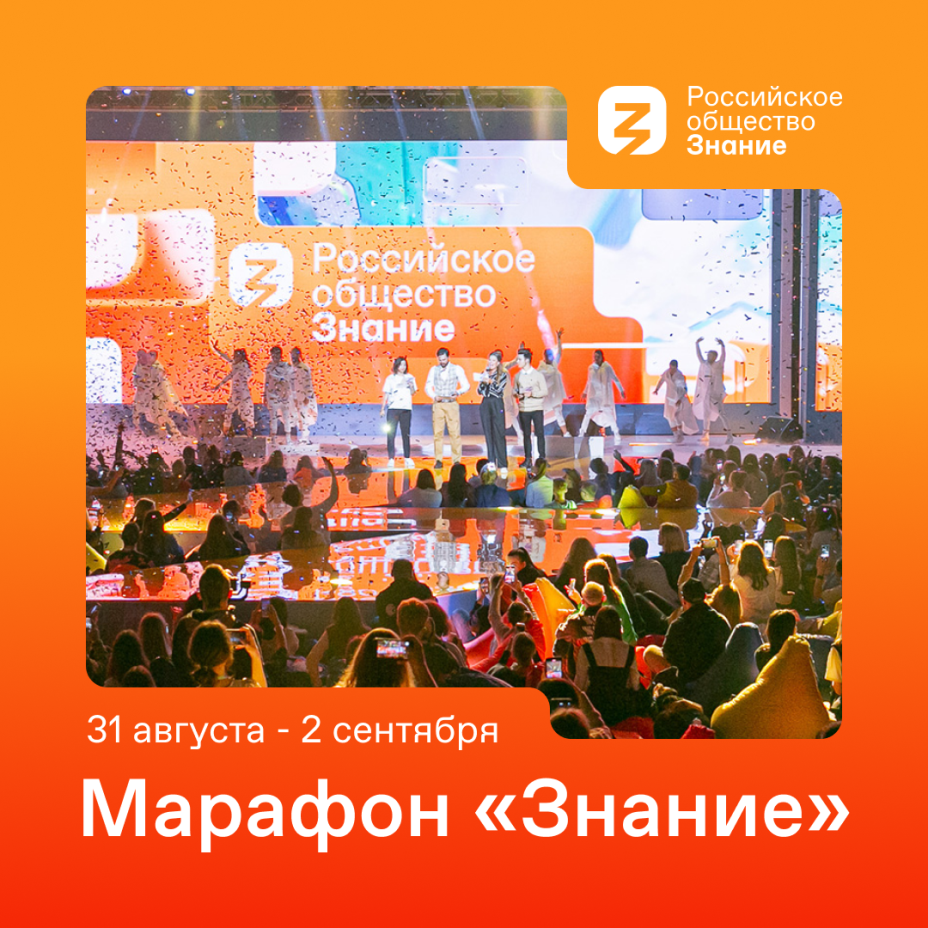 Российское
общество
Знание
Российское
общество
Знание
31 августа - 2 сентября
Марафон «Знание»